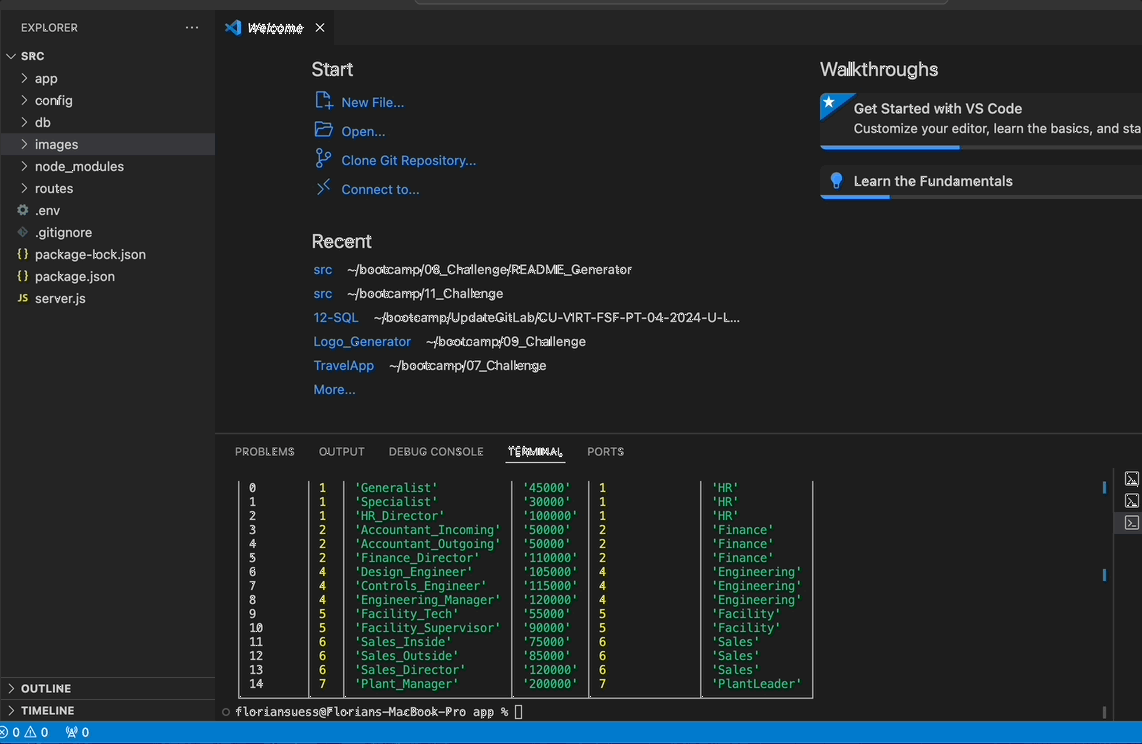 EXPLORER
...
SRC
app
config
db
images
node_modules
routes
.env
.gitignore
{} package-lock.json
{} package.json
JS server.js
OUTLINE
TIMELINE
0 0 0
Welcome
Start
New File...
Open...
Clone Git Repository...
Connect to...
Recent
src ~/bootcamp/08_Challenge/README_Generator
src ~/bootcamp/11_Challenge
12-SQL ~/bootcamp/UpdateGitLab/CU-VIRT-FSF-PT-04-2024-U-L...
Logo_Generator ~/bootcamp/09_Challenge
TravelApp ~/bootcamp/07_Challenge
More...
Walkthroughs
Get Started with VS Code
Customize your editor, learn the basics, and sta
Learn the Fundamentals
PROBLEMS OUTPUT DEBUG CONSOLE TERMINAL PORTS
0 1 'Generalist' '45000' 1 'HR'
1 1 'Specialist' '30000' 1 'HR'
2 1 'HR_Director' '100000' 1 'HR'
3 2 'Accountant_Incoming' '50000' 2 'Finance'
4 2 'Accountant_Outgoing' '50000' 2 'Finance'
5 2 'Finance_Director' '110000' 2 'Finance'
6 4 'Design_Engineer' '105000' 4 'Engineering'
7 4 'Controls_Engineer' '115000' 4 'Engineering'
8 4 'Engineering_Manager' '120000' 4 'Engineering'
9 5 'Facility_Tech' '55000' 5 'Facility'
10 5 'Facility_Supervisor' '90000' 5 'Facility'
11 6 'Sales_Inside' '75000' 6 'Sales'
12 6 'Sales_Outside' '85000' 6 'Sales'
13 6 'Sales_Director' '120000' 6 'Sales'
14 7 'Plant_Manager' '200000' 7 'PlantLeader'
floriansuess@Florians-MacBook-Pro app %